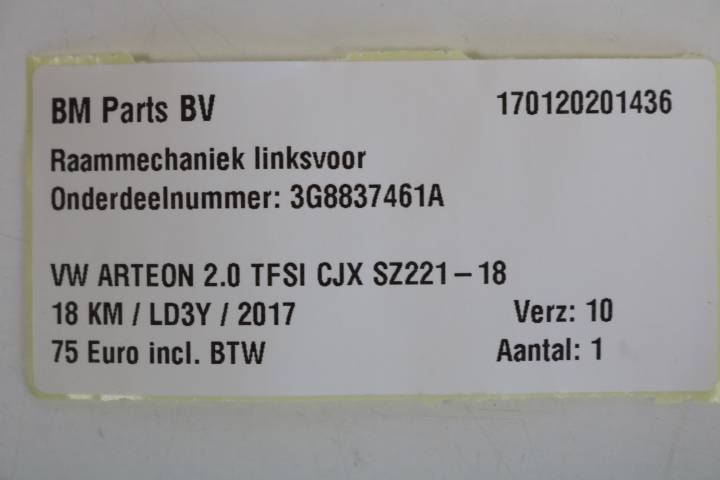 BM Parts BV 170120201436
Raammechaniek linksvoor
Onderdeelnummer: 3G8837461A
VW ARTEON 2.0 TFSI CJX SZ221-18
18 KM / LD3Y / 2017 Verz: 10
75 Euro incl. BTW Aantal: 1